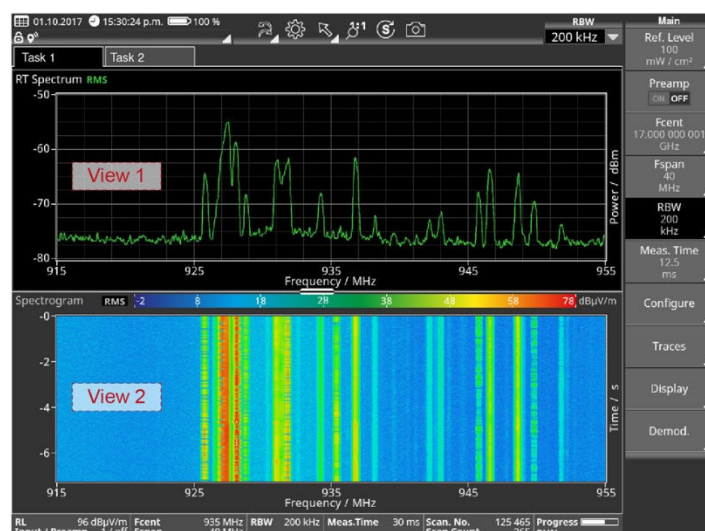 01.10.2017 15:30:24 p.m. 100 %
1:1
S
RBW
200 kHz
Task 1 Task 2
RT Spectrum RMS
-50
-60
-70
-80
View 1
Power / dBm
915 925 935 945 955
Frequency / MHz
Spectrogram RMS -2 8 18 28 38 48 58 78 dBµV/m
-0
-2
-4
-6
View 2
Time / s
915 925 935 945 955
Frequency / MHz
RL 96 dBµV/m Fcent 935 MHz RBW 200 kHz Meas.Time 30 ms Scan. No. 125 465 Progress
Main
Ref. Level
100
mW / cm²
Preamp
ON OFF
Fcent
17.000 000 001
GHz
Fspan
40
MHz
RBW
200
kHz
Meas. Time
12.5
ms
Configure
Traces
Display
Demod.